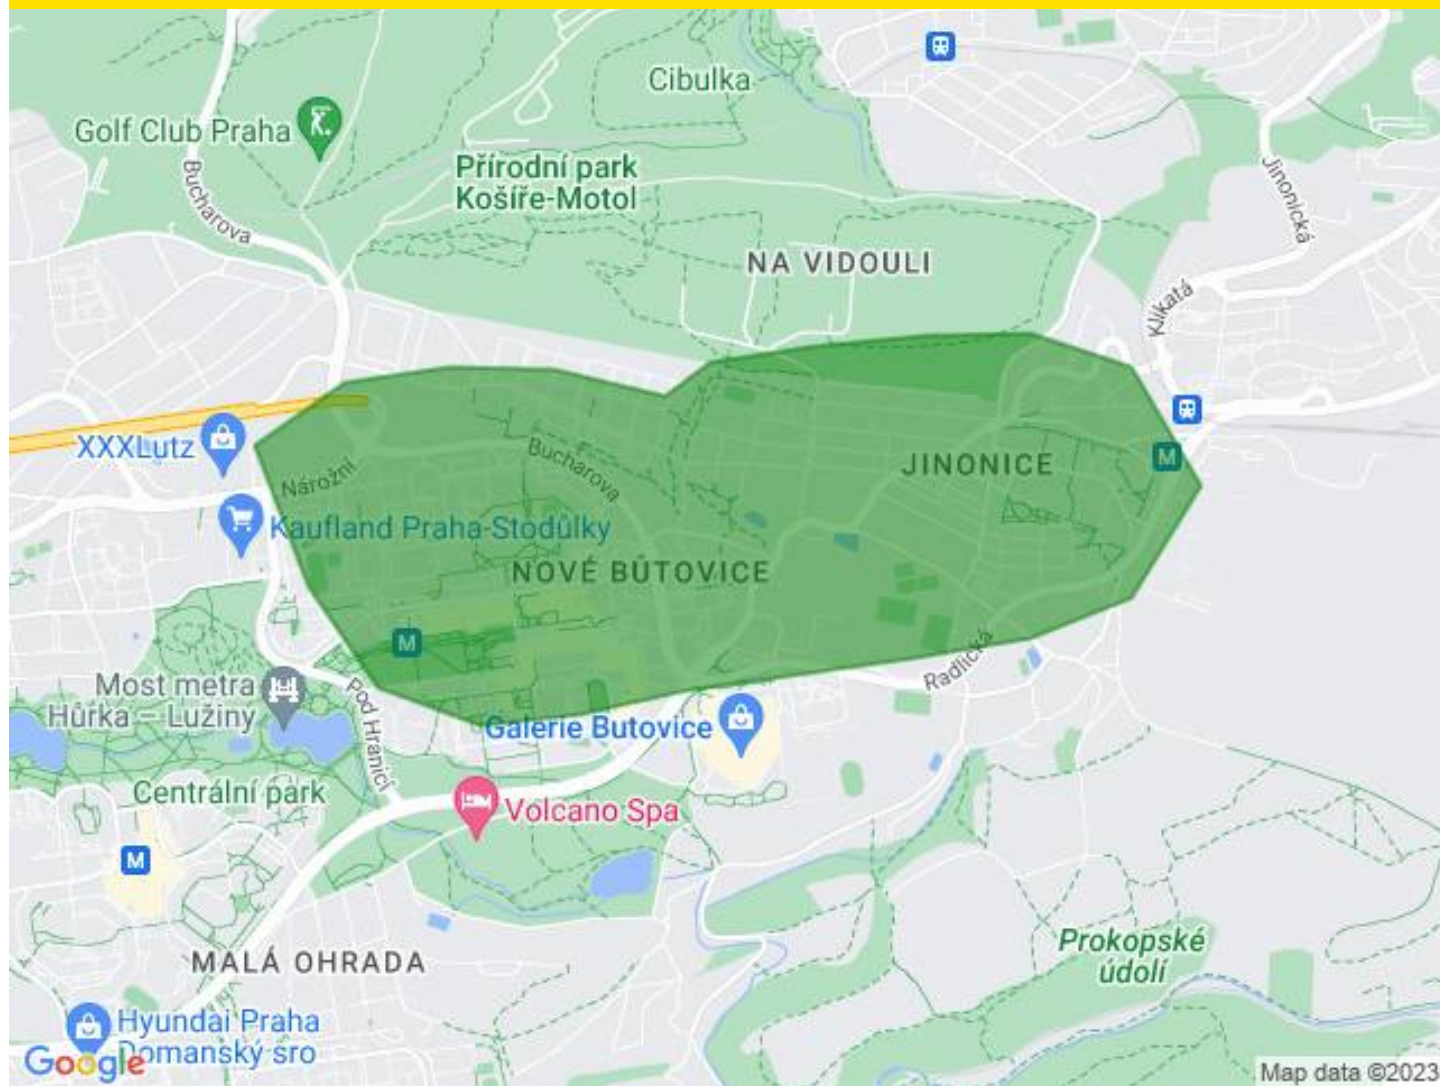 Cibulka
Golf Club Praha
Přírodní park
Košíře-Motol
Bucharova
Jinonická
NA VIDOULI
Klikatá
XXXLutz
Nárožní
Bucharova
JINONICE
M
Kaufland Praha-Stodůlky
NOVÉ BUTOVICE
M
Radlická
Most metra
Hůrka – Lužiny
Pod Hranicí
Galerie Butovice
Centrální park
Volcano Spa
M
MALÁ OHRADA
Prokopské
údolí
Hyundai Praha
Domanský sro
Google
Map data ©2023